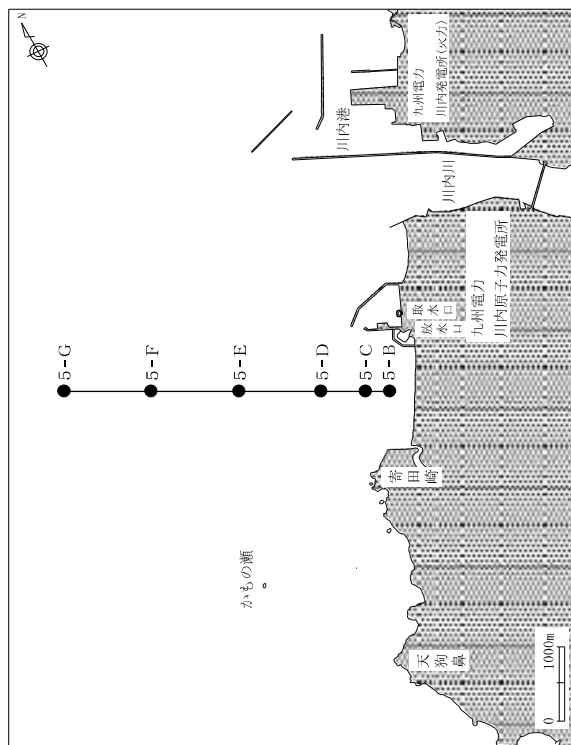 N
川内港
九州電力
川内発電所(火力)
川内川
九州電力
川内原子力発電所
取水口
放水口
5-G
5-F
5-E
5-D
5-C
5-B
寄田崎
かもの瀬
天狗鼻
0 1000m